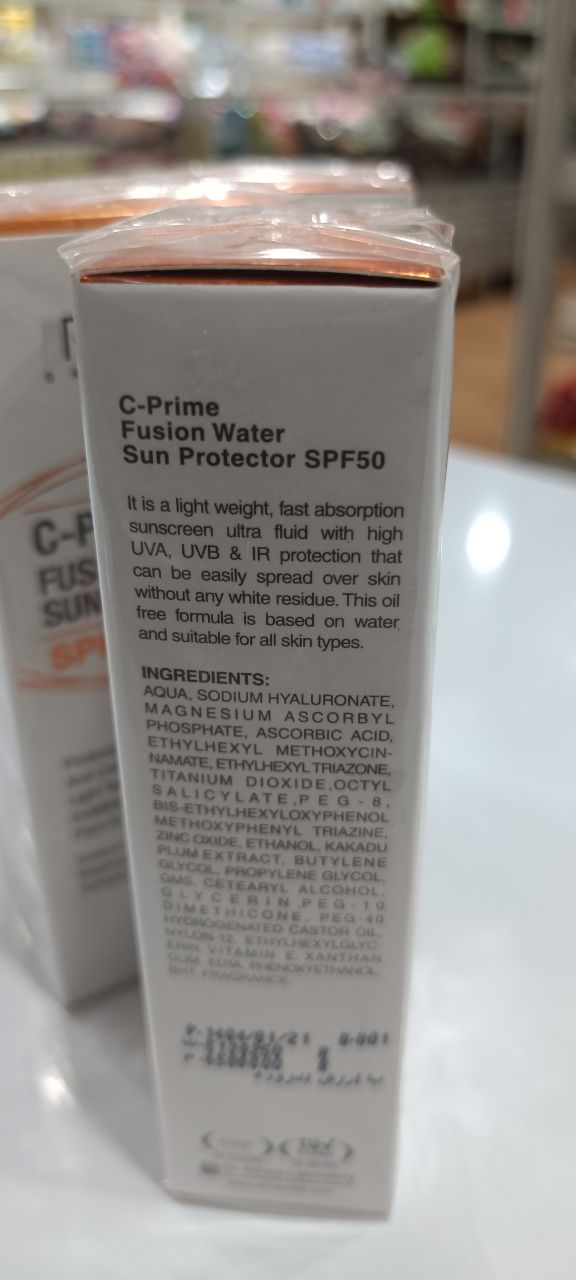 C-Prime
Fusion Water
Sun Protector SPF50
It is a light weight, fast absorption
sunscreen ultra fluid with high
UVA, UVB & IR protection that
can be easily spread over skin
without any white residue. This oil
free formula is based on water
and suitable for all skin types.
INGREDIENTS:
AQUA, SODIUM HYALURONATE,
MAGNESIUM ASCORBYL
PHOSPHATE, ASCORBIC ACID,
ETHYLHEXYL METHOXYCIN-
NAMATE, ETHYLHEXYL TRIAZONE,
TITANIUM DIOXIDE,OCTYL
SALICYLATE,PEG-8,
BIS-ETHYLHEXYLOXYPHENOL
METHOXYPHENYL TRIAZINE,
ZINC OXIDE, ETHANOL, KAKADU
PLUM EXTRACT, BUTYLENE
GLYCOL, PROPYLENE GLYCOL,
GMS, CETEARYL ALCOHOL,
GLYCERIN,PEG-10
DIMETHICONE, PEG-40
HYDROGENATED CASTOR OIL,
NYLON-12, ETHYLHEXYLGLYC-
ERIN, VITAMIN E, XANTHAN
GUM, EDTA, PHENOXYETHANOL,
BHT, FRAGRANCE.
C-P
FUS
SUN